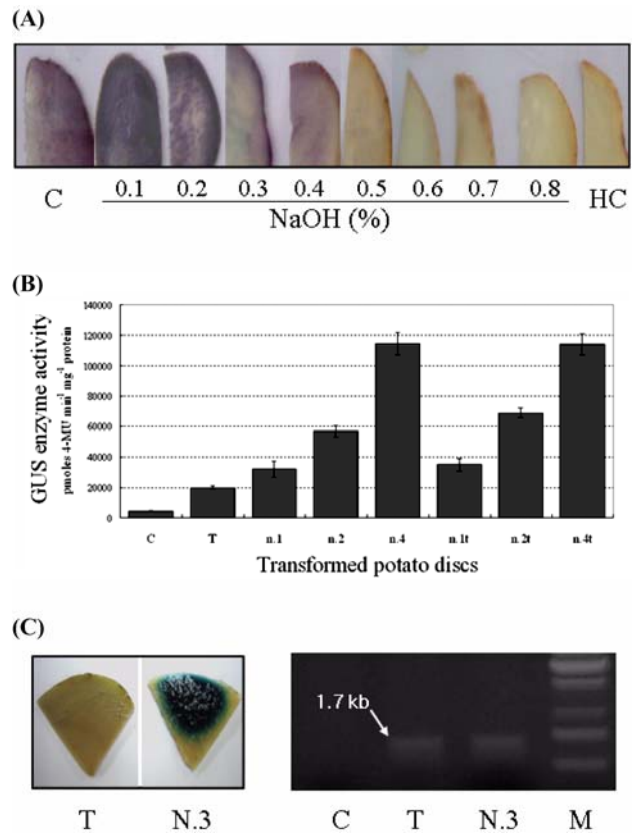 (A)
C 0.1 0.2 0.3 0.4 0.5 0.6 0.7 0.8 HC
NaOH (%)
(B)
GUS enzyme activity
pmoles 4-MU min⁻¹ mg⁻¹ protein
140000
120000
100000
80000
60000
40000
20000
0
C T n.1 n.2 n.4 n.1t n.2t n.4t
Transformed potato discs
(C)
1.7 kb
T N.3 C T N.3 M